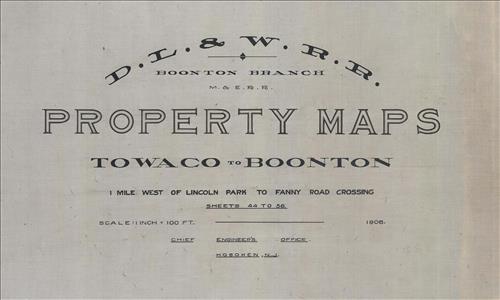 D. L. & W. R. R.
BOONTON BRANCH
M. & E. R. R.
PROPERTY MAPS
TOWACO TO BOONTON
1 MILE WEST OF LINCOLN PARK TO FANNY ROAD CROSSING
SHEETS 44 TO 56
SCALE: 1 INCH = 100 FT. 1906.
CHIEF ENGINEER'S OFFICE.
HOBOKEN, N.J.